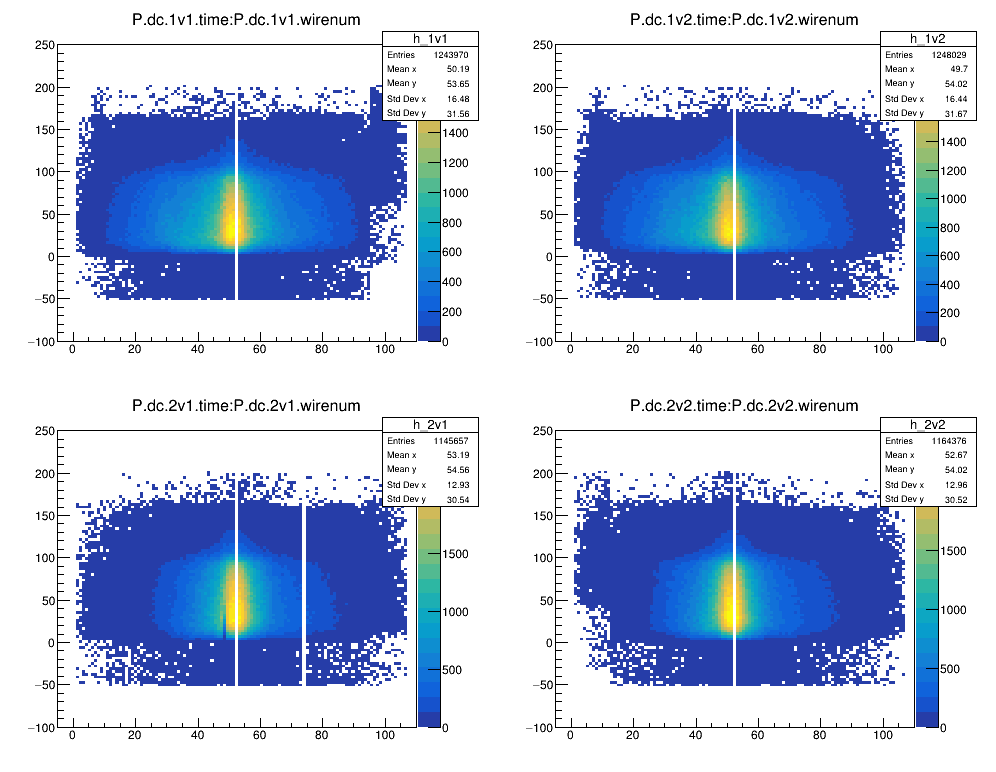 P.dc.1v1.time:P.dc.1v1.wirenum
h_1v1
Entries 1243970
Mean x 50.19
Mean y 53.65
Std Dev x 16.48
Std Dev y 31.56
250
200
150
100
50
0
−50
−100
0 20 40 60 80 100
1400
1200
1000
800
600
400
200
0
P.dc.1v2.time:P.dc.1v2.wirenum
h_1v2
Entries 1248029
Mean x 49.7
Mean y 54.02
Std Dev x 16.44
Std Dev y 31.67
250
200
150
100
50
0
−50
−100
0 20 40 60 80 100
1400
1200
1000
800
600
400
200
0
P.dc.2v1.time:P.dc.2v1.wirenum
h_2v1
Entries 1145657
Mean x 53.19
Mean y 54.56
Std Dev x 12.93
Std Dev y 30.54
250
200
150
100
50
0
−50
−100
0 20 40 60 80 100
1500
1000
500
0
P.dc.2v2.time:P.dc.2v2.wirenum
h_2v2
Entries 1164376
Mean x 52.67
Mean y 54.02
Std Dev x 12.96
Std Dev y 30.52
250
200
150
100
50
0
−50
−100
0 20 40 60 80 100
1500
1000
500
0